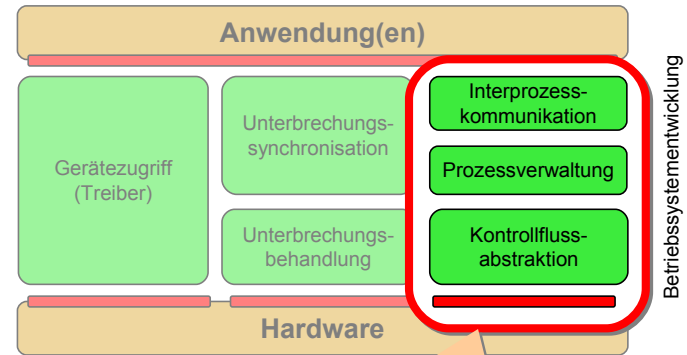 Anwendung(en)
Gerätezugriff
(Treiber)
Unterbrechungs-
synchronisation
Unterbrechungs-
behandlung
Interprozess-
kommunikation
Prozessverwaltung
Kontrollfluss-
abstraktion
Hardware
Betriebssystementwicklung